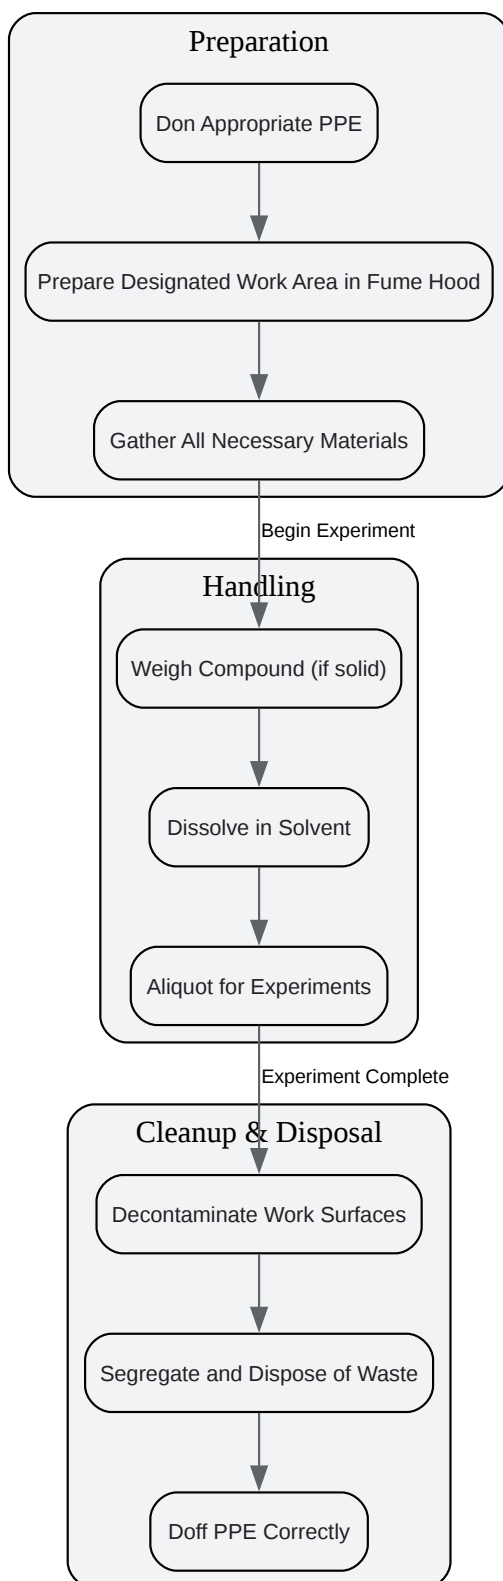 Preparation
Don Appropriate PPE
Prepare Designated Work Area in Fume Hood
Gather All Necessary Materials
Begin Experiment
Handling
Weigh Compound (if solid)
Dissolve in Solvent
Aliquot for Experiments
Experiment Complete
Cleanup & Disposal
Decontaminate Work Surfaces
Segregate and Dispose of Waste
Doff PPE Correctly